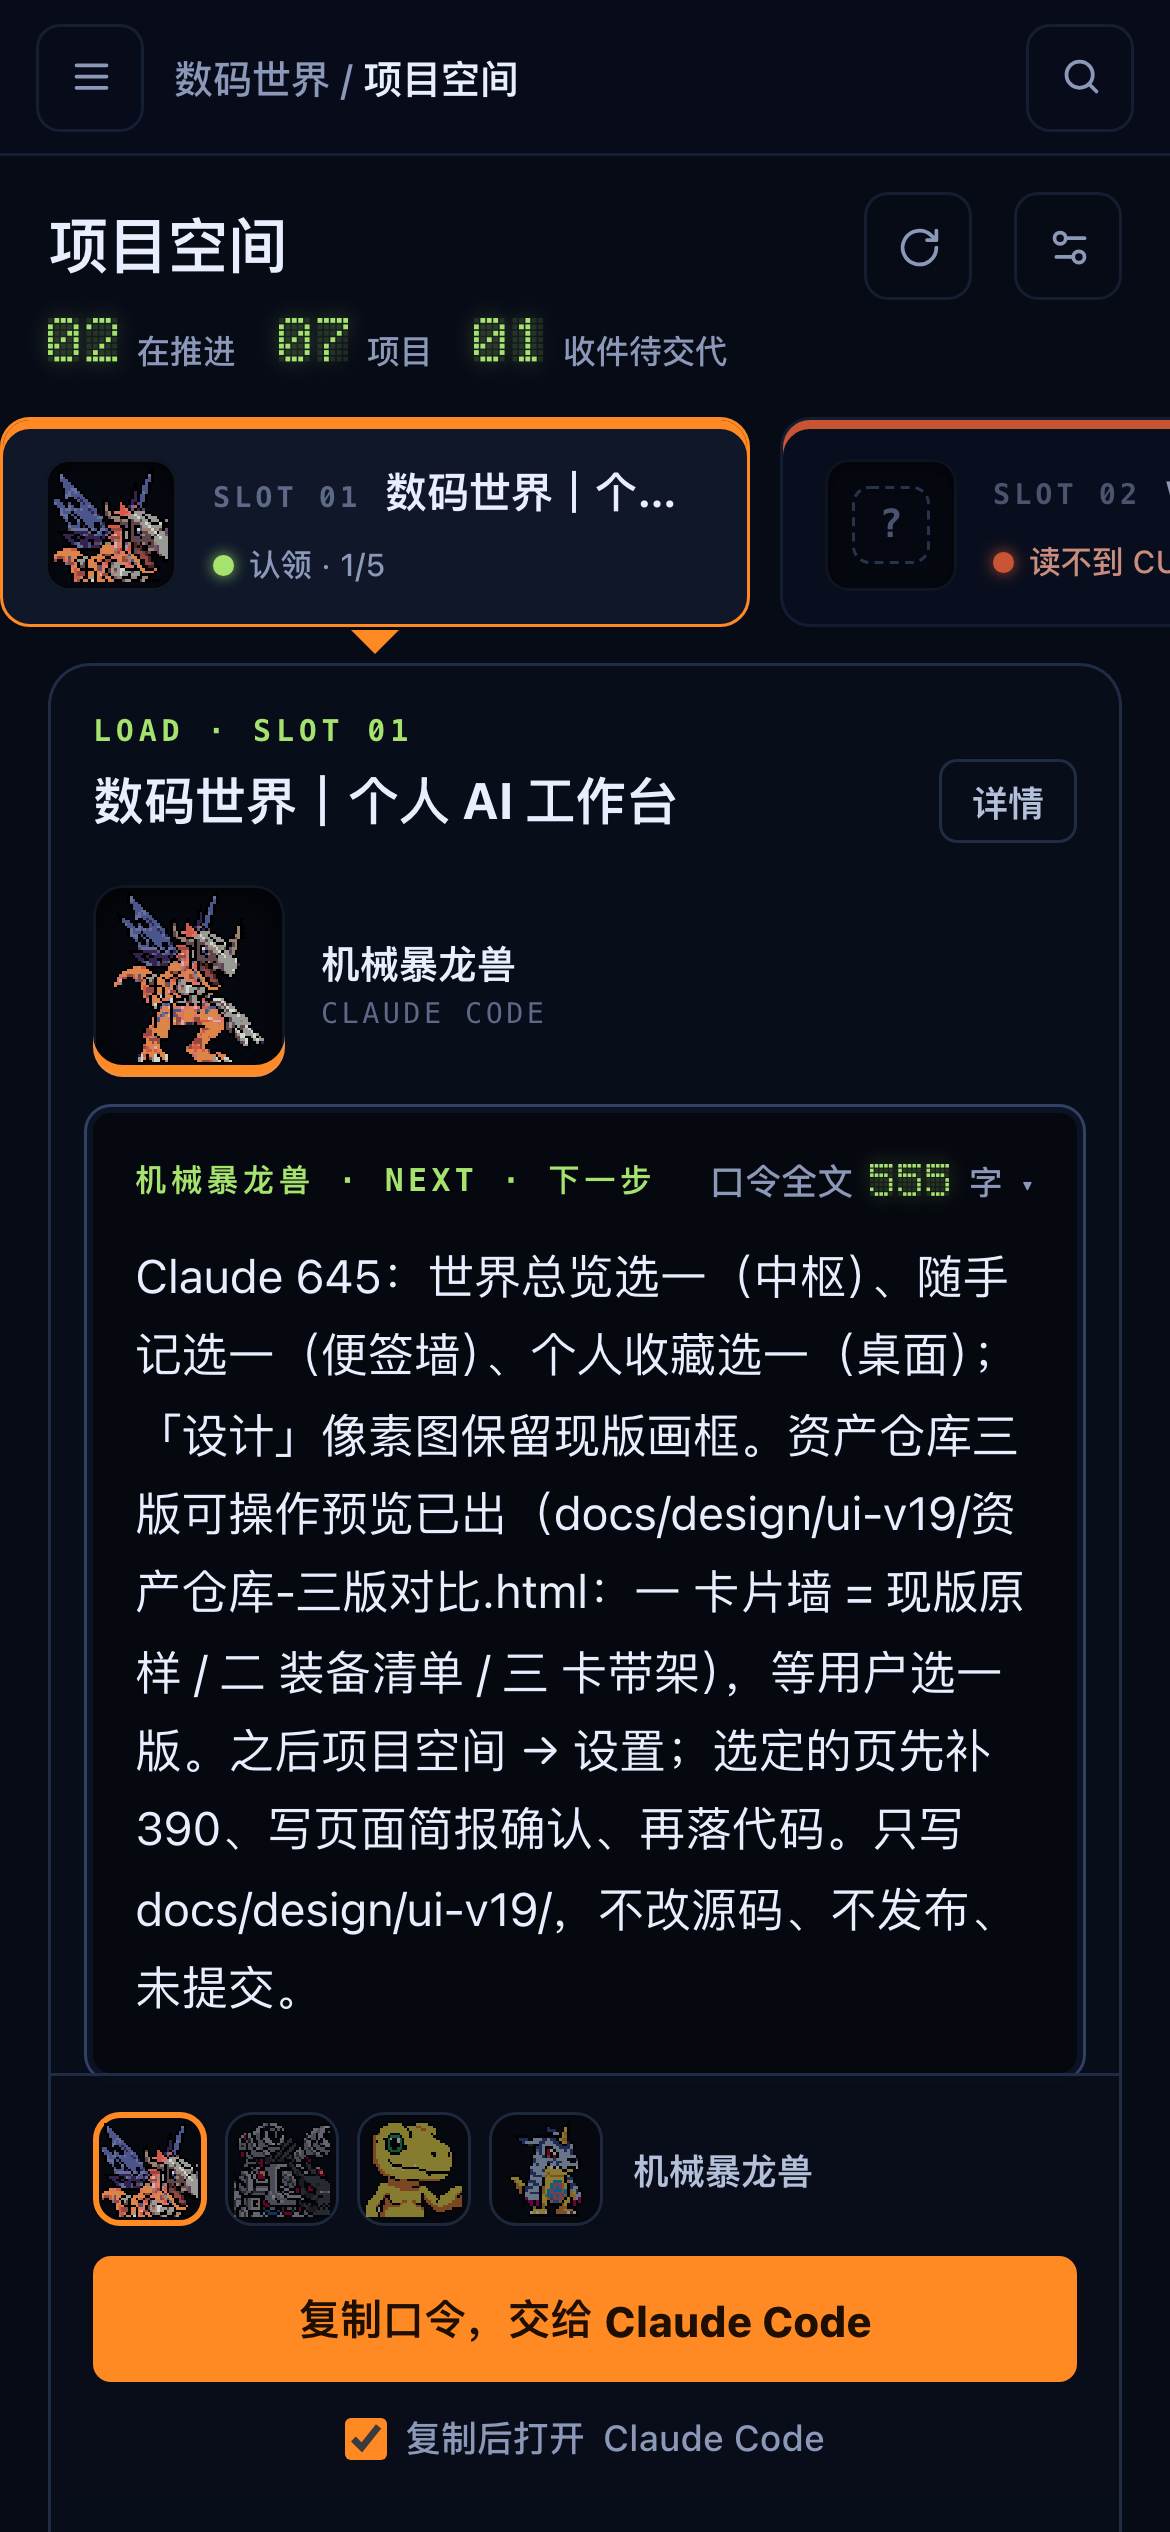 数码世界 / 项目空间
项目空间
02 在推进 07 项目 01 收件待交代
SLOT 01 数码世界 | 个...
认领 · 1/5
?
SLOT 02
读不到 CU
LOAD · SLOT 01
数码世界 | 个人 AI 工作台
详情
机械暴龙兽
CLAUDE CODE
机械暴龙兽 · NEXT · 下一步 口令全文 555 字 ▾
Claude 645：世界总览选一（中枢）、随手
记选一（便签墙）、个人收藏选一（桌面）；
「设计」像素图保留现版画框。资产仓库三
版可操作预览已出（docs/design/ui-v19/资
产仓库-三版对比.html：一 卡片墙 = 现版原
样 / 二 装备清单 / 三 卡带架），等用户选一
版。之后项目空间 → 设置；选定的页先补
390、写页面简报确认、再落代码。只写
docs/design/ui-v19/，不改源码、不发布、
未提交。
机械暴龙兽
复制口令，交给 Claude Code
复制后打开 Claude Code